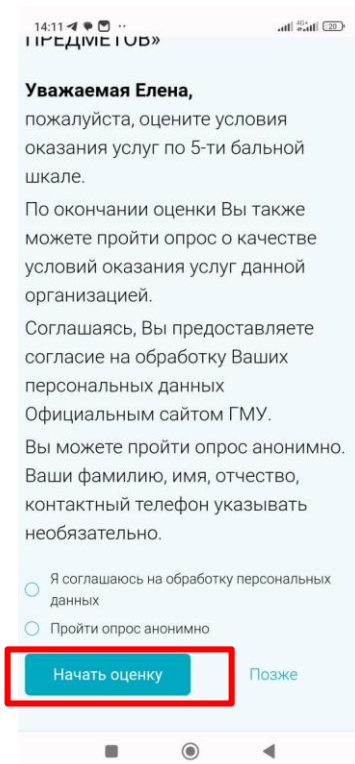 14:11
4G+
20
ПРЕДМЕТОВ»
Уважаемая Елена,
пожалуйста, оцените условия
оказания услуг по 5-ти бальной
шкале.
По окончании оценки Вы также
можете пройти опрос о качестве
условий оказания услуг данной
организацией.
Соглашаясь, Вы предоставляете
согласие на обработку Ваших
персональных данных
Официальным сайтом ГМУ.
Вы можете пройти опрос анонимно.
Ваши фамилию, имя, отчество,
контактный телефон указывать
необязательно.
Я соглашаюсь на обработку персональных
данных
Пройти опрос анонимно
Начать оценку
Позже